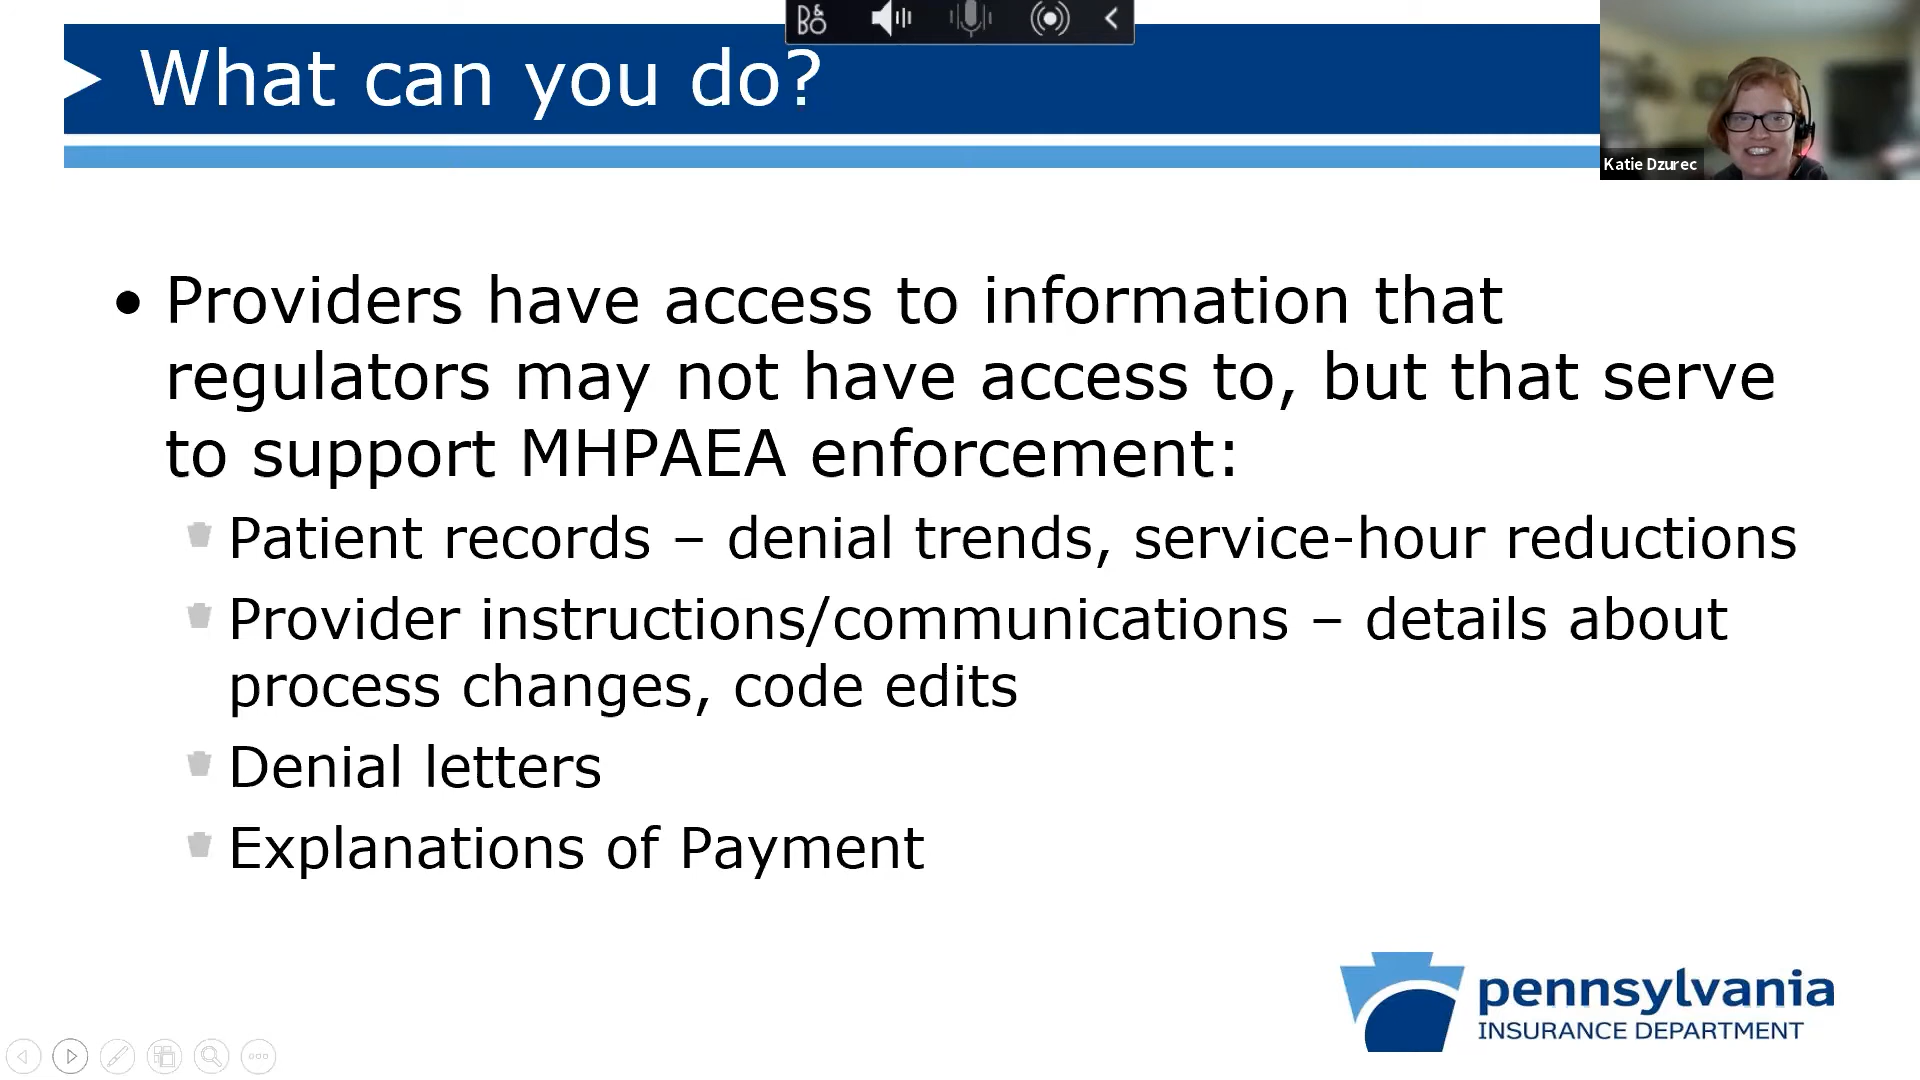 B&O
What can you do?
Katie Dzurec
• Providers have access to information that
regulators may not have access to, but that serve
to support MHPAEA enforcement:
Patient records – denial trends, service-hour reductions
Provider instructions/communications – details about
process changes, code edits
Denial letters
Explanations of Payment
pennsylvania
INSURANCE DEPARTMENT